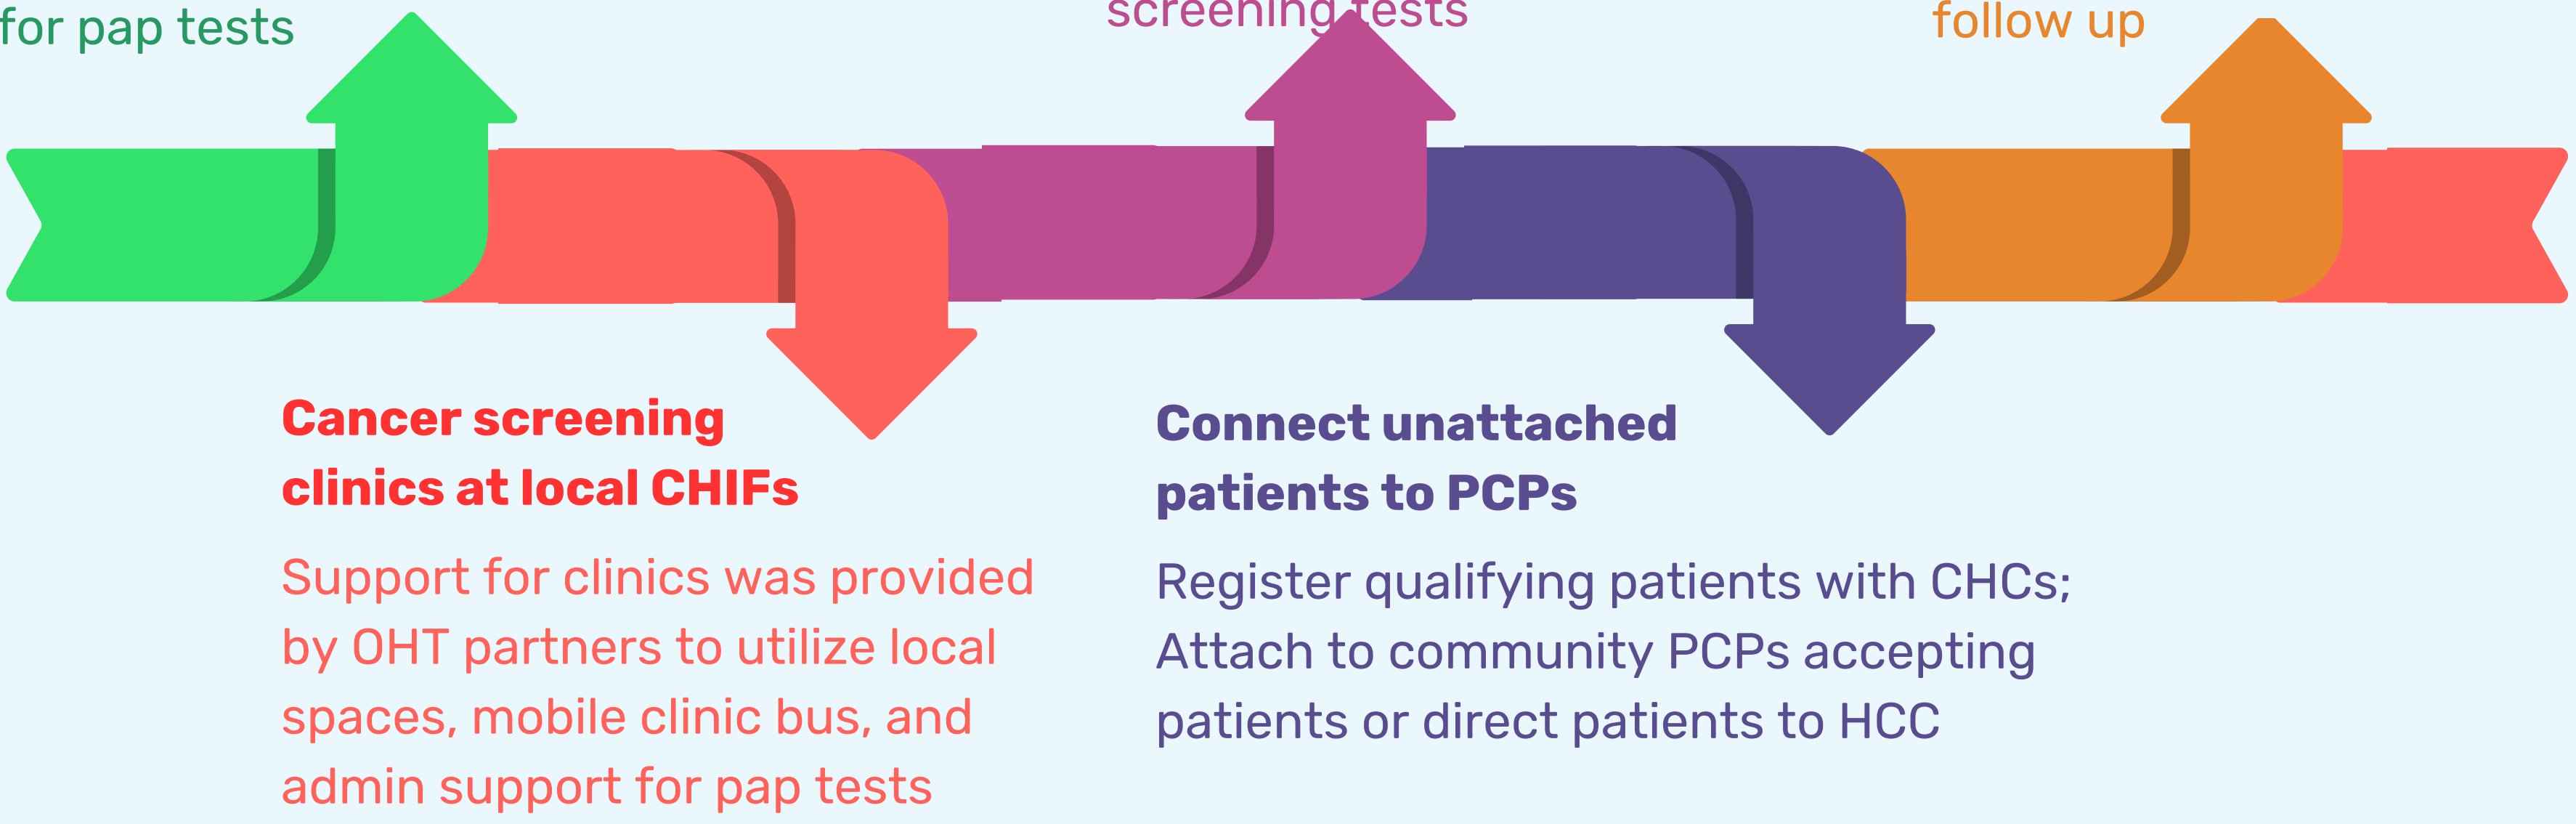 for pap tests
screening tests
follow up
Cancer screening
clinics at local CHIFs
Support for clinics was provided
by OHT partners to utilize local
spaces, mobile clinic bus, and
admin support for pap tests
Connect unattached
patients to PCPs
Register qualifying patients with CHCs;
Attach to community PCPs accepting
patients or direct patients to HCC